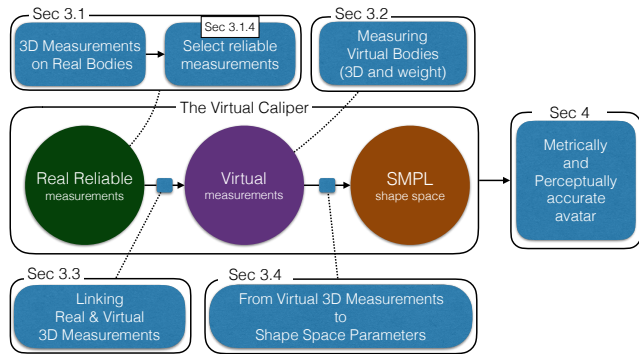 Sec 3.1
Sec 3.1.4
3D Measurements
on Real Bodies
Select reliable
measurements
Sec 3.2
Measuring
Virtual Bodies
(3D and weight)
The Virtual Caliper
Real Reliable
measurements
Virtual
measurements
SMPL
shape space
Sec 4
Metrically
and
Perceptually
accurate
avatar
Sec 3.3
Linking
Real & Virtual
3D Measurements
Sec 3.4
From Virtual 3D Measurements
to
Shape Space Parameters